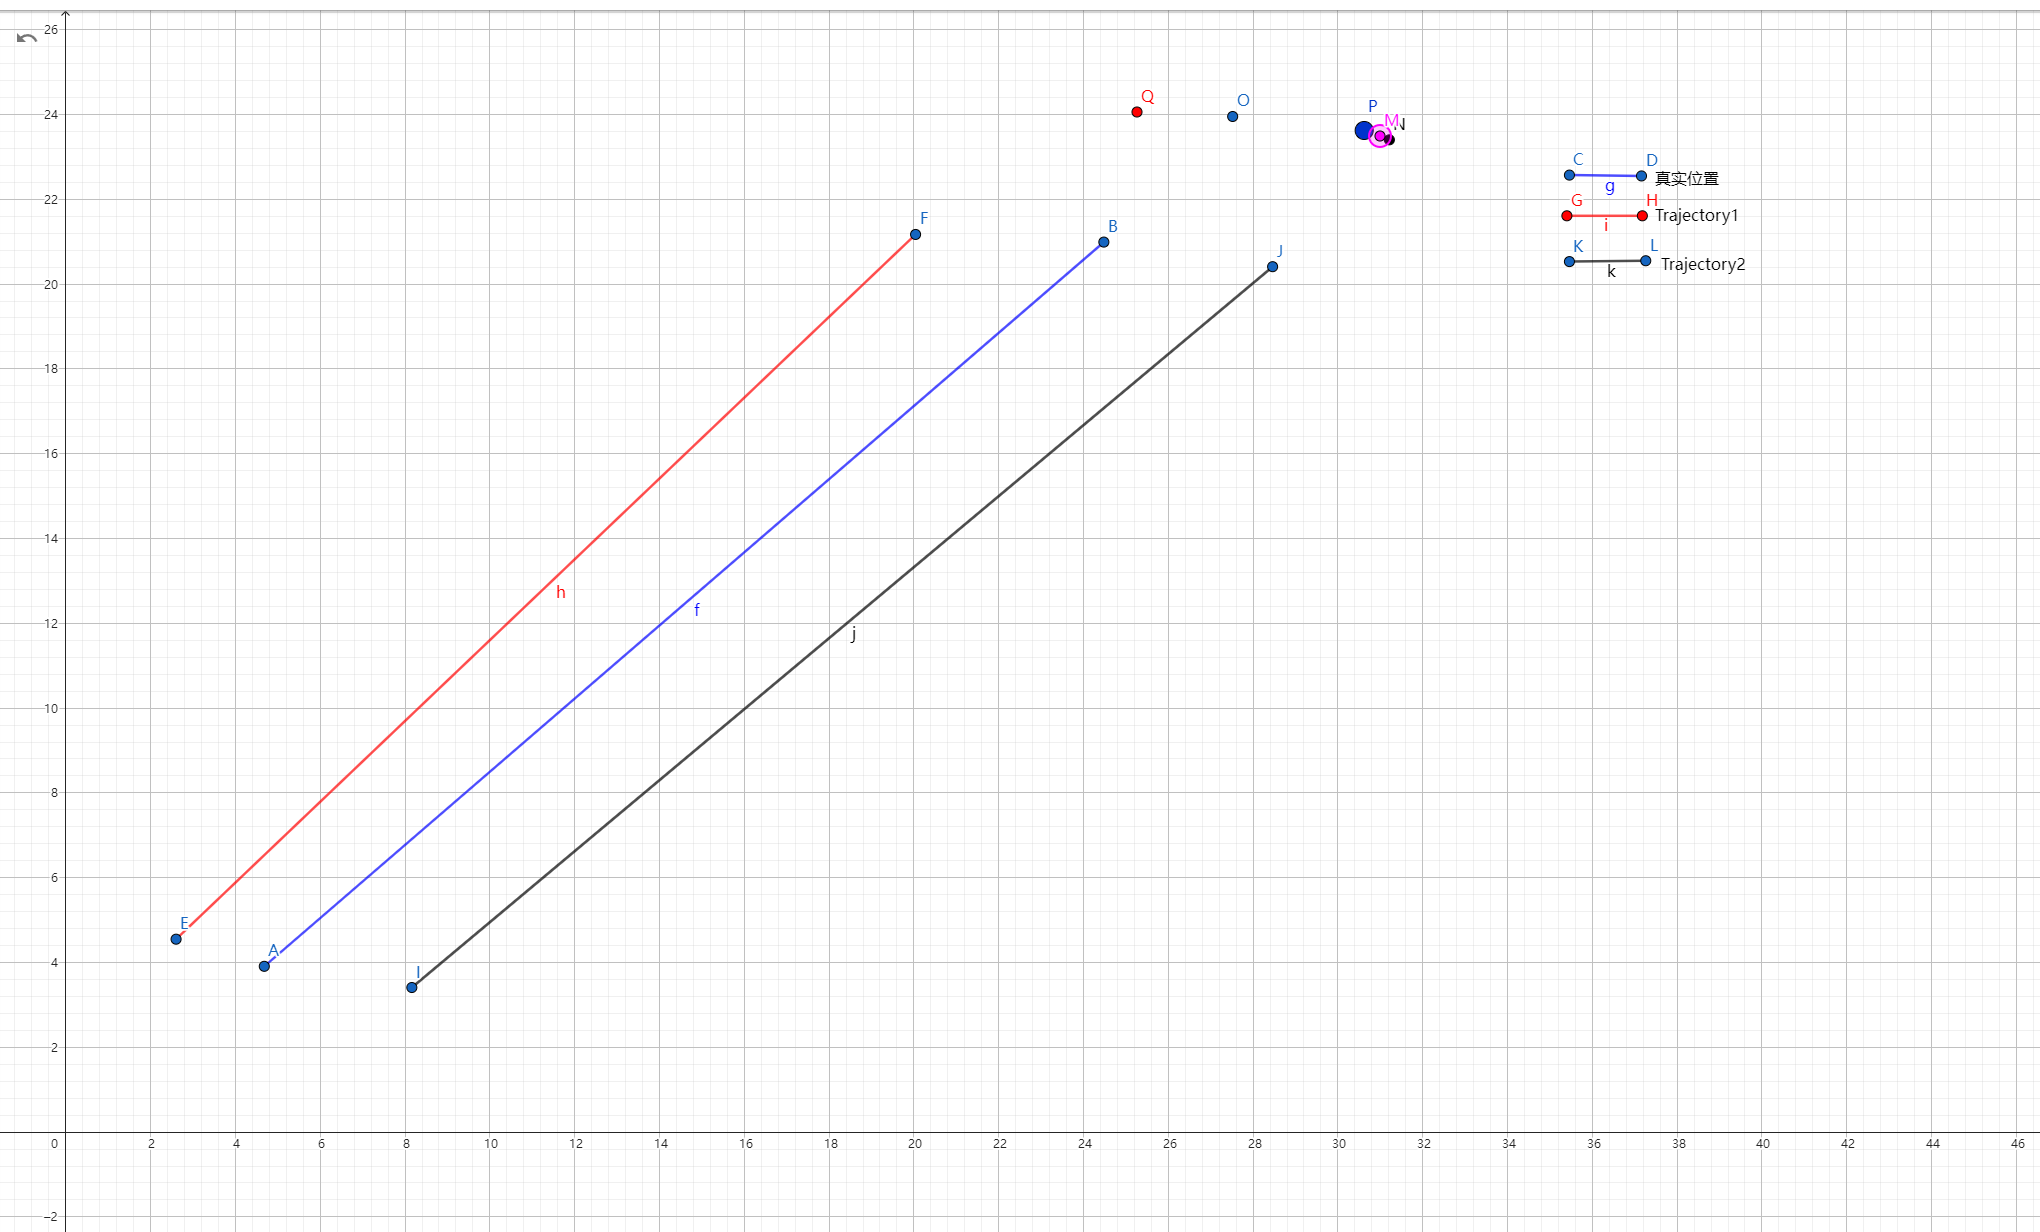 26
Q
O
P
M
N
24
C
D
g
真实位置
22
G
H
i
Trajectory1
F
B
K
L
k
Trajectory2
J
20
18
16
14
h
f
j
12
10
8
6
E
A
I
4
2
0 2 4 6 8 10 12 14 16 18 20 22 24 26 28 30 32 34 36 38 40 42 44 46
−2